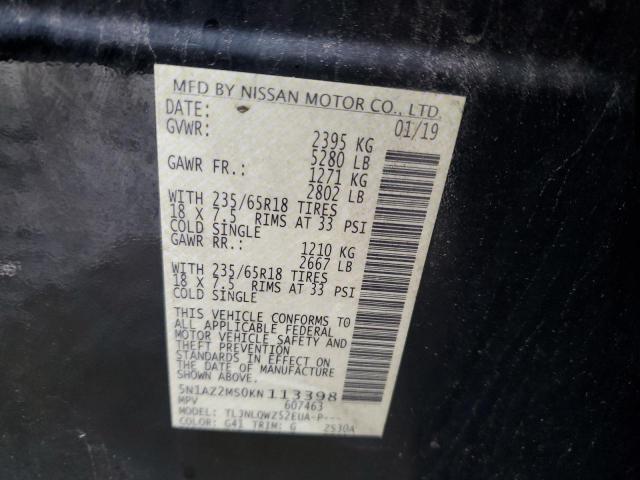 MFD BY NISSAN MOTOR CO., LTD.
DATE: 01/19
GVWR: 2395 KG
5280 LB
GAWR FR.: 1271 KG
2802 LB
WITH 235/65R18 TIRES
18 X 7.5 RIMS AT 33 PSI
COLD SINGLE
GAWR RR.: 1210 KG
2667 LB
WITH 235/65R18 TIRES
18 X 7.5 RIMS AT 33 PSI
COLD SINGLE
THIS VEHICLE CONFORMS TO
ALL APPLICABLE FEDERAL
MOTOR VEHICLE SAFETY AND
THEFT PREVENTION
STANDARDS IN EFFECT ON
THE DATE OF MANUFACTURE
SHOWN ABOVE.
5N1AZ2MS0KN113398
MPV 607463
TYPE: TL3NLQWZ52EUA-P---
COLOR: G41 TRIM: G ZS30A